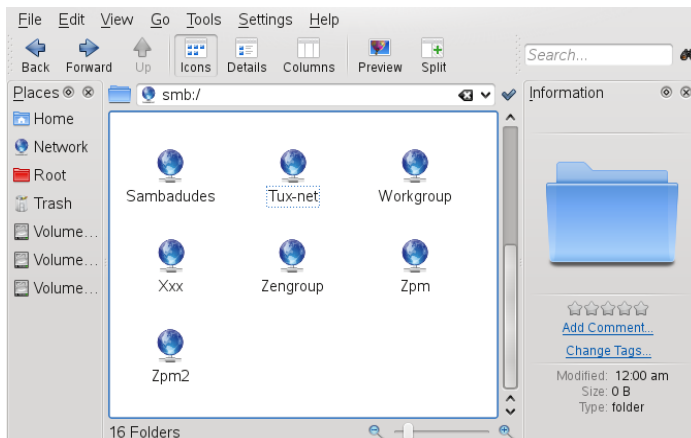 File Edit View Go Tools Settings Help
Back Forward Up Icons Details Columns Preview Split
Search...
Places
Home
Network
Root
Trash
Volume...
Volume...
Volume...
smb:/
Sambadudes Tux-net Workgroup
Xxx Zengroup Zpm
Zpm2
16 Folders
Information
Add Comment...
Change Tags...
Modified: 12:00 am
Size: 0 B
Type: folder